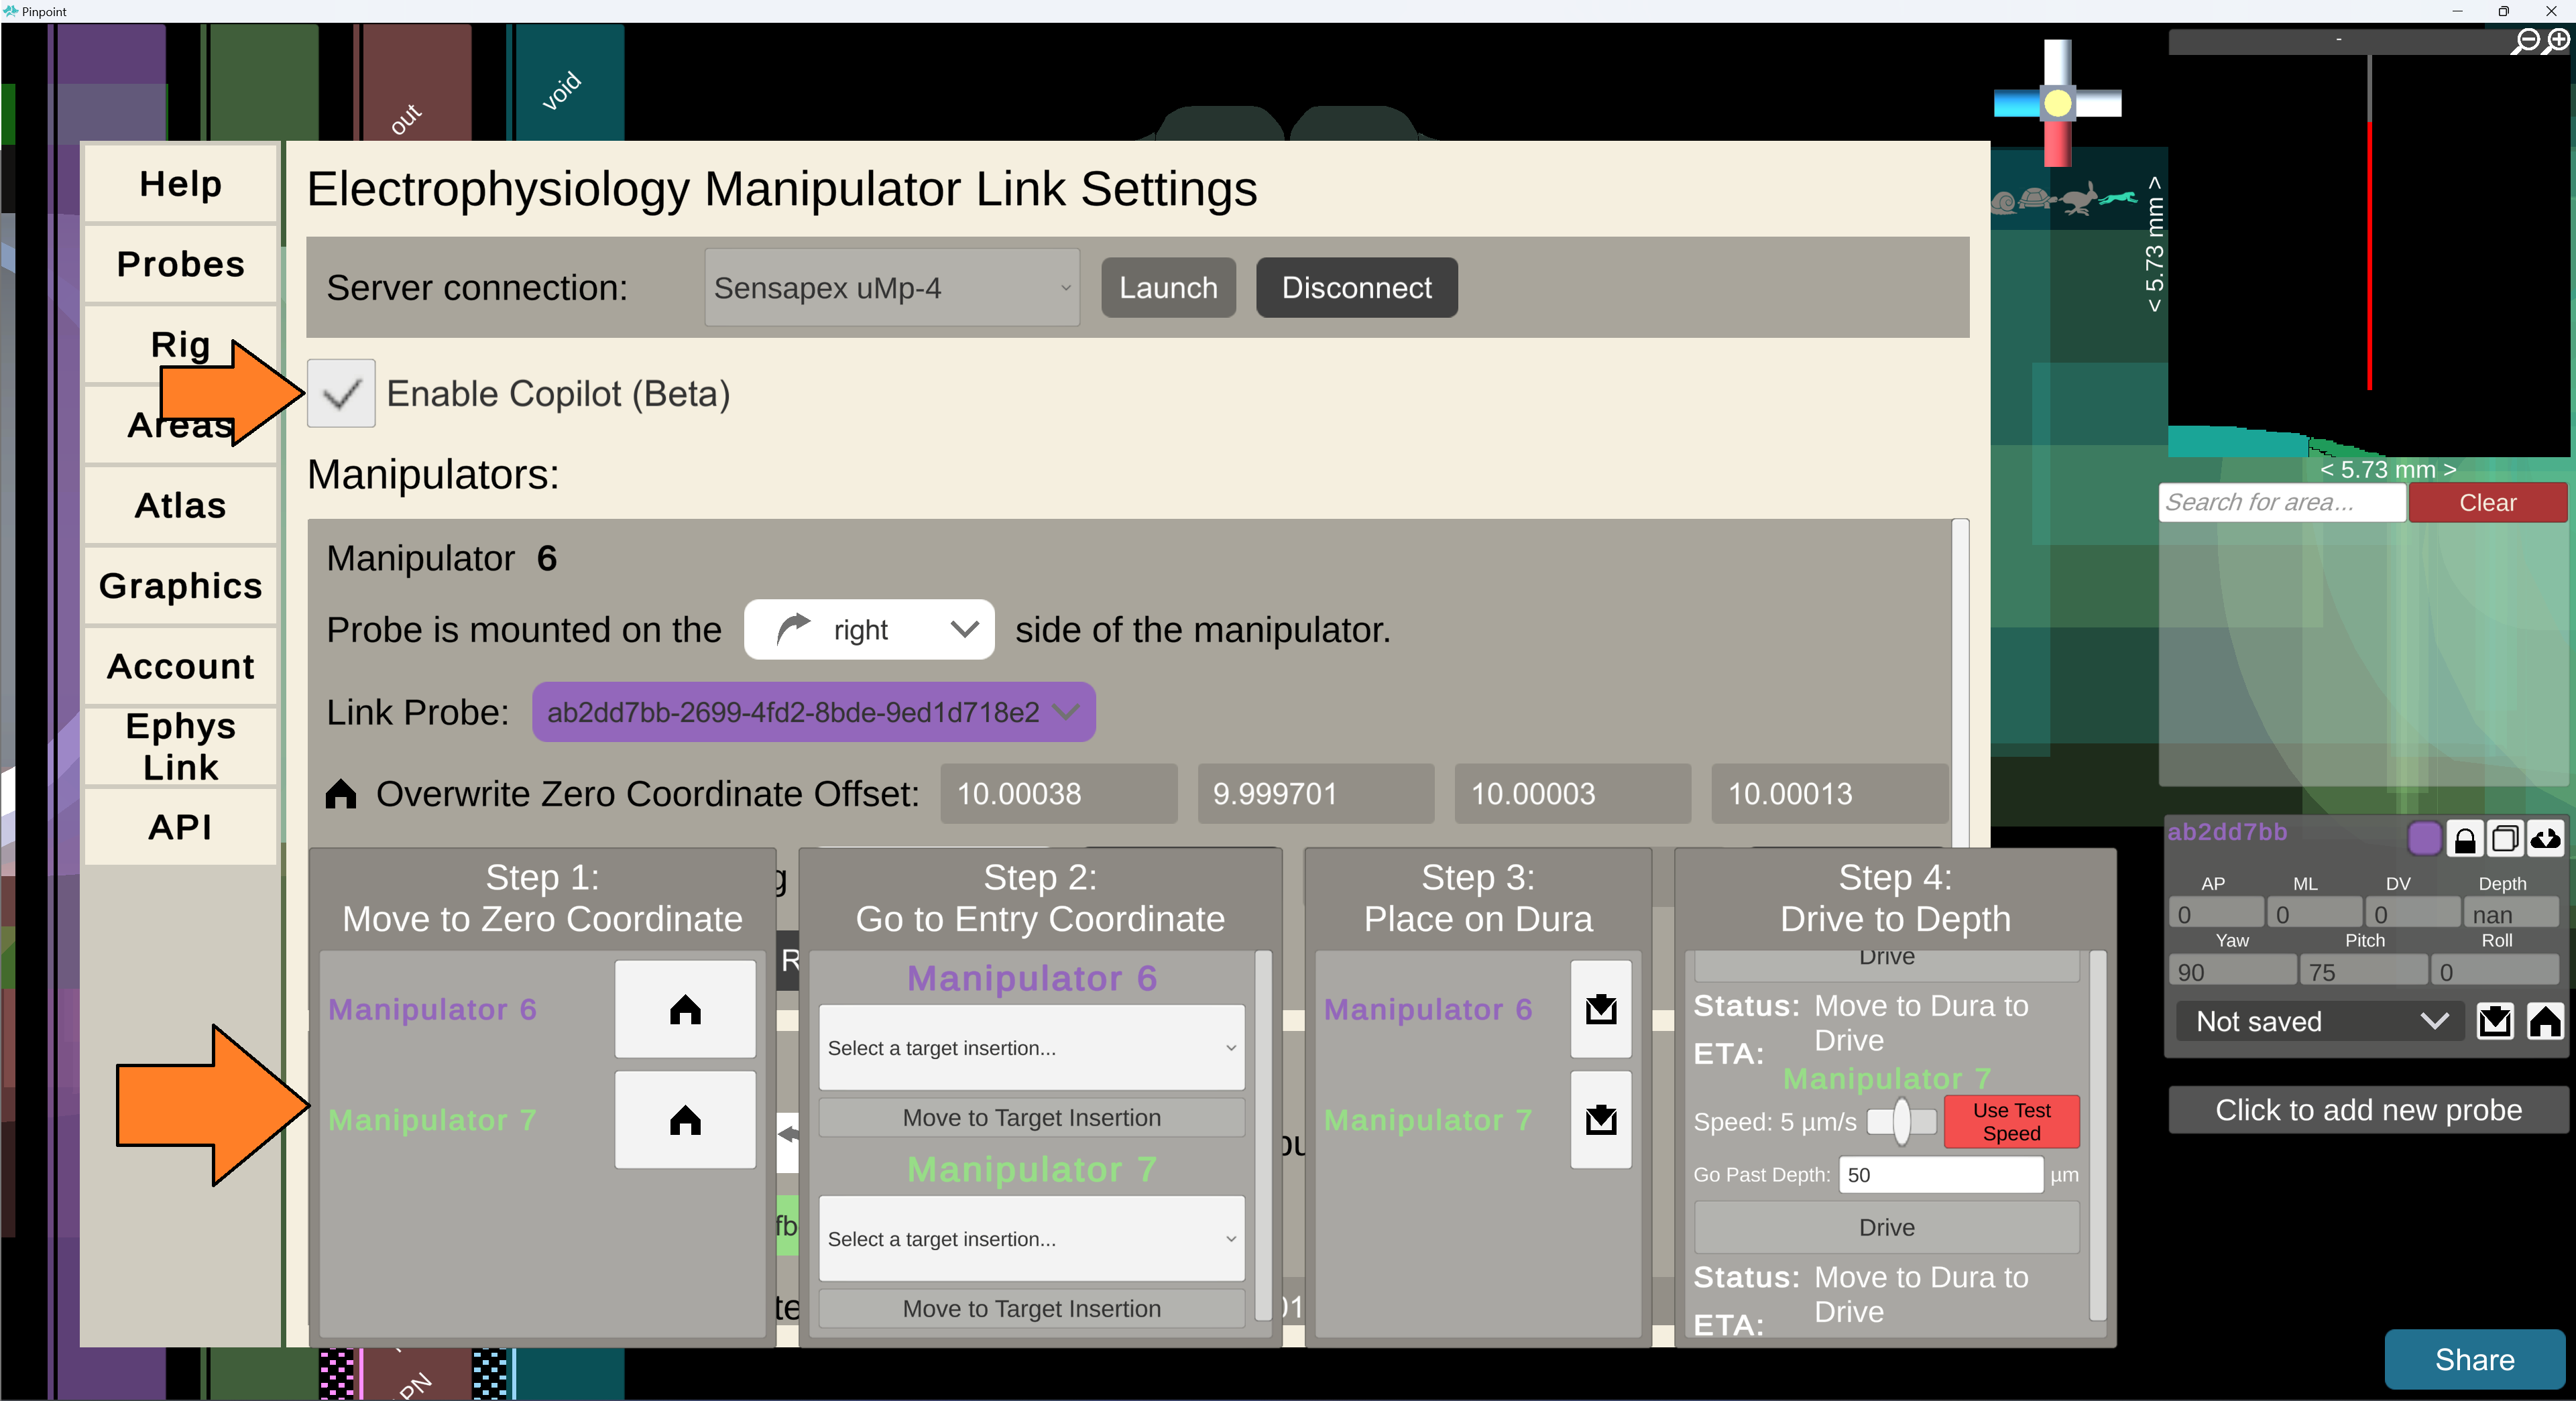 Pinpoint
out
void
Help
Probes
Rig
Areas
Atlas
Graphics
Account
Ephys
Link
API
Electrophysiology Manipulator Link Settings
Server connection:
Sensapex uMp-4
Launch
Disconnect
Enable Copilot (Beta)
Manipulators:
Manipulator 6
Probe is mounted on the right side of the manipulator.
Link Probe: ab2dd7bb-2699-4fd2-8bde-9ed1d718e2
Overwrite Zero Coordinate Offset: 10.00038 9.999701 10.00003 10.00013
Step 1:
Move to Zero Coordinate
Manipulator 6
Manipulator 7
Step 2:
Go to Entry Coordinate
Manipulator 6
Select a target insertion...
Move to Target Insertion
Manipulator 7
Select a target insertion...
Move to Target Insertion
Step 3:
Place on Dura
Manipulator 6
Manipulator 7
Step 4:
Drive to Depth
Drive
Status: Move to Dura to
Drive
ETA:
Manipulator 7
Speed: 5 µm/s
Use Test
Speed
Go Past Depth: 50 µm
Drive
Status: Move to Dura to
Drive
ETA:
-
< 5.73 mm >
< 5.73 mm >
Search for area...
Clear
ab2dd7bb
AP ML DV Depth
0 0 0 nan
Yaw Pitch Roll
90 75 0
Not saved
Click to add new probe
Share